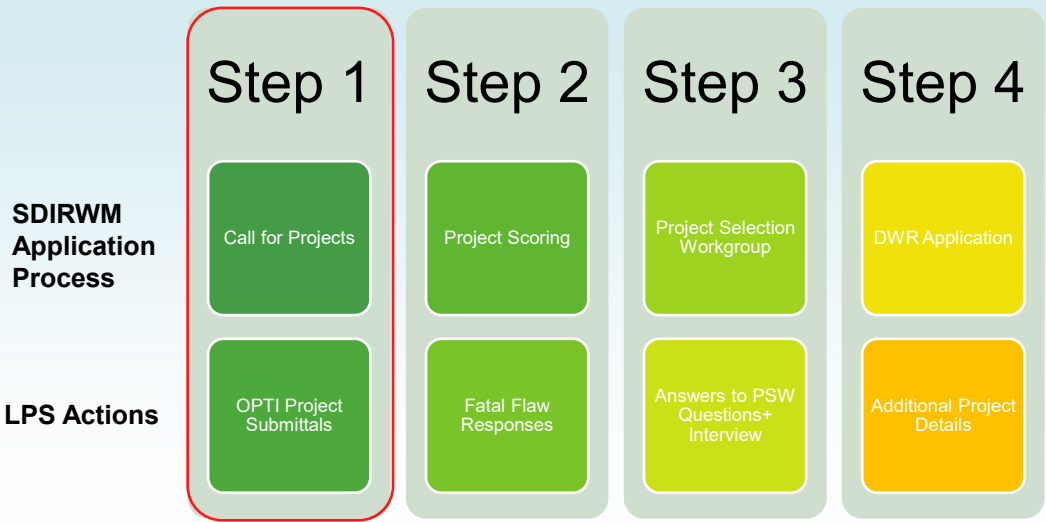 Step 1
Step 2
Step 3
Step 4
SDIRWM
Application
Process
Call for Projects
Project Scoring
Project Selection
Workgroup
DWR Application
LPS Actions
OPTI Project
Submittals
Fatal Flaw
Responses
Answers to PSW
Questions+
Interview
Additional Project
Details